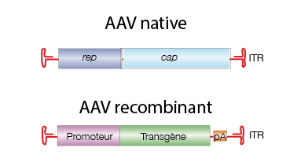 AAV native
rep cap ITR
AAV recombinant
Promoteur Transgène pA ITR